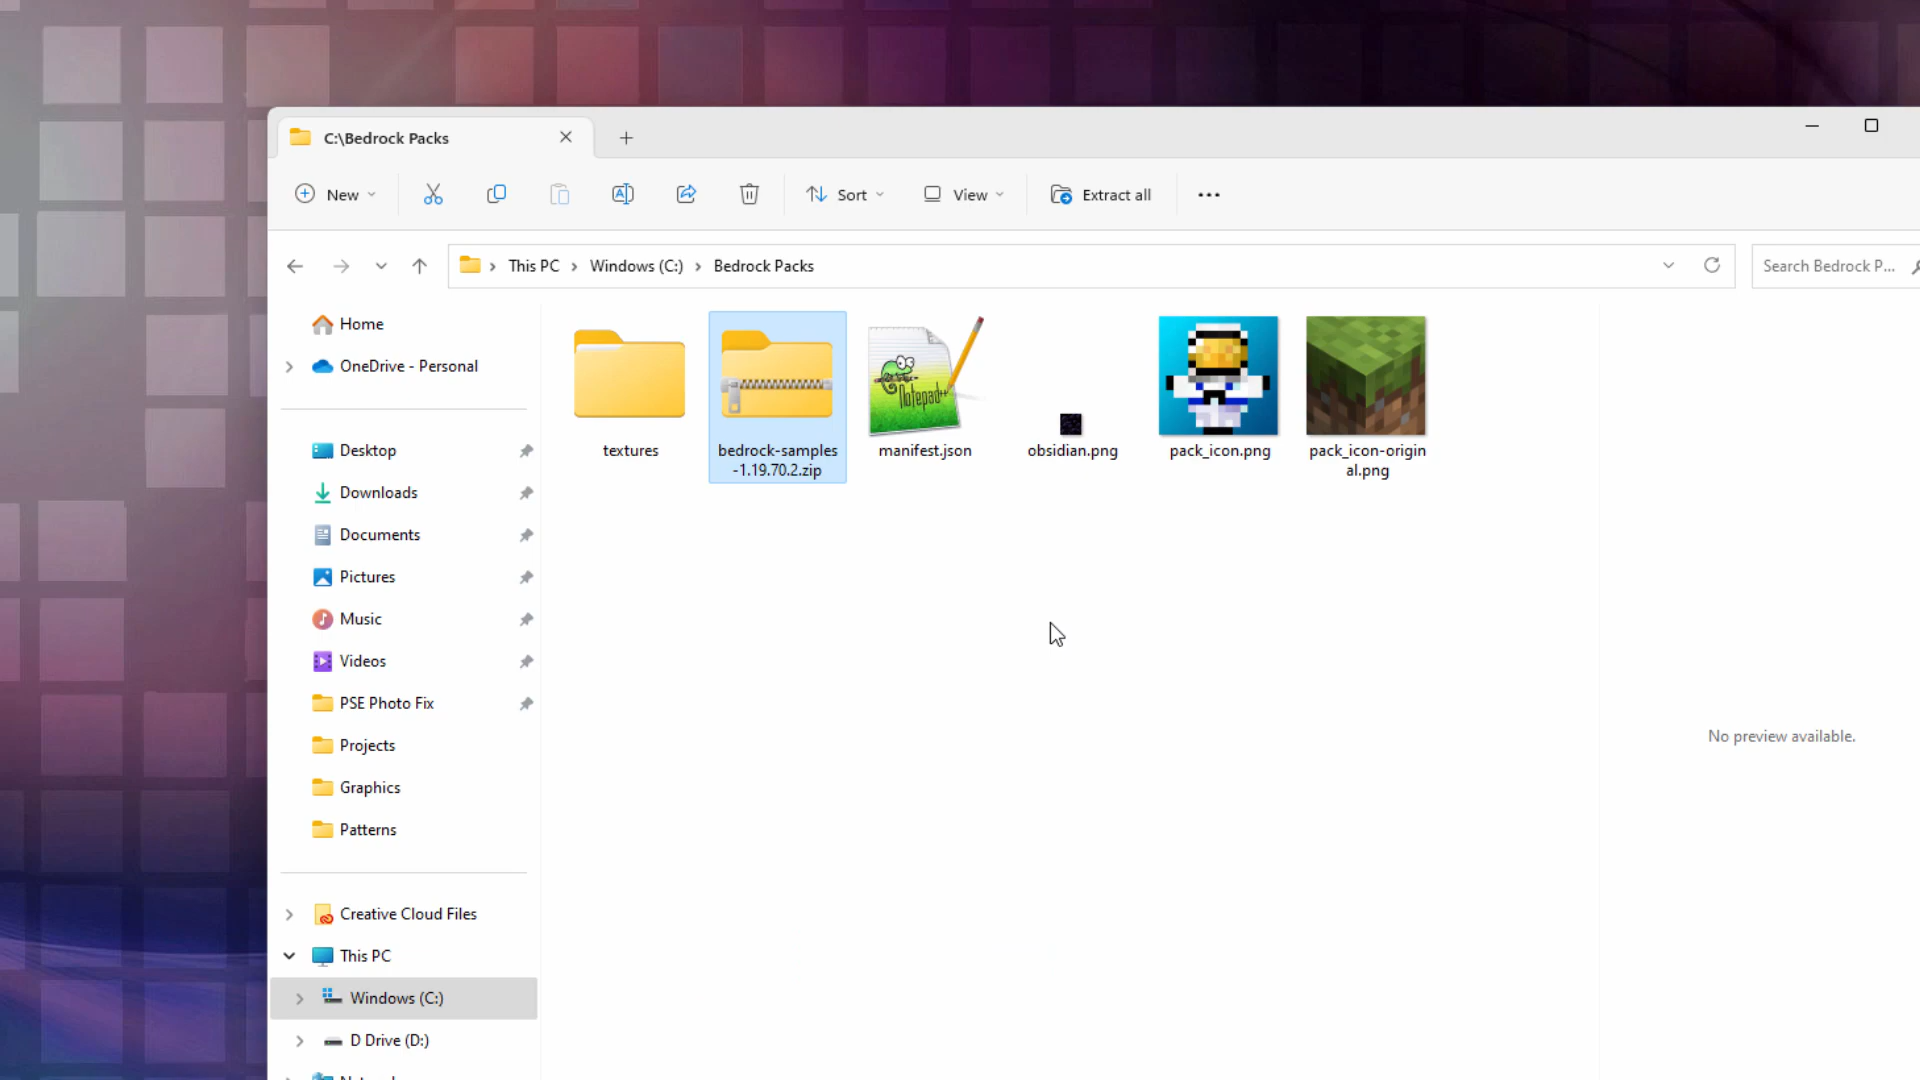 C:\Bedrock Packs
New
Sort
View
Extract all
This PC
Windows (C:)
Bedrock Packs
Search Bedrock P...
Home
OneDrive - Personal
Desktop
Downloads
Documents
Pictures
Music
Videos
PSE Photo Fix
Projects
Graphics
Patterns
Creative Cloud Files
This PC
Windows (C:)
D Drive (D:)
Notepad++
textures
bedrock-samples
-1.19.70.2.zip
manifest.json
obsidian.png
pack_icon.png
pack_icon-origin
al.png
No preview available.